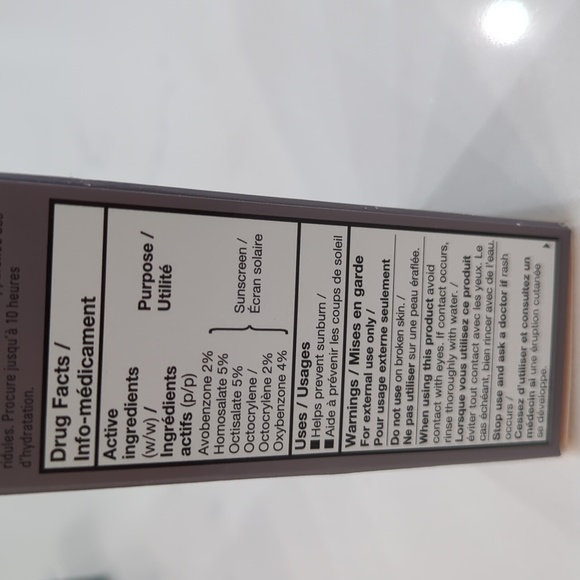 ridules. Procure jusqu'à 10 heures
d'hydratation.
Drug Facts /
Info-médicament
Active
ingredients
(w/w) /
Ingrédients
actifs (p/p)
Purpose /
Utilité
Avobenzone 2%
Homosalate 5%
Octisalate 5%
Octocrylene /
Octocrylène 2%
Oxybenzone 4%
Sunscreen /
Écran solaire
Uses / Usages
■ Helps prevent sunburn /
■ Aide à prévenir les coups de soleil
Warnings / Mises en garde
For external use only /
Pour usage externe seulement
Do not use on broken skin. /
Ne pas utiliser sur une peau éraflée.
When using this product avoid
contact with eyes. If contact occurs,
rinse thoroughly with water. /
Lorsque vous utilisez ce produit
éviter tout contact avec les yeux. Le
cas échéant, bien rincer avec de l'eau.
Stop use and ask a doctor if rash
occurs /
Cessez d'utiliser et consultez un
médecin si une éruption cutanée
se développe.